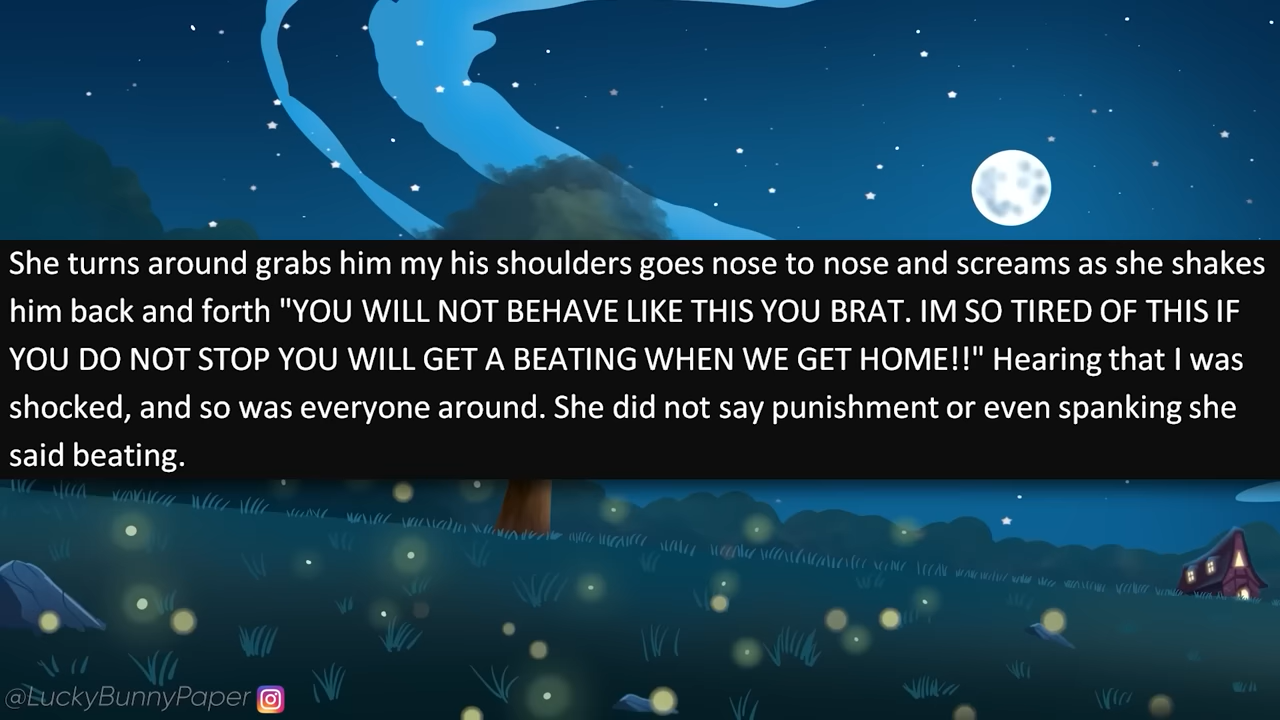 She turns around grabs him my his shoulders goes nose to nose and screams as she shakes
him back and forth "YOU WILL NOT BEHAVE LIKE THIS YOU BRAT. IM SO TIRED OF THIS IF
YOU DO NOT STOP YOU WILL GET A BEATING WHEN WE GET HOME!!" Hearing that I was
shocked, and so was everyone around. She did not say punishment or even spanking she
said beating.
@LuckyBunnyPaper